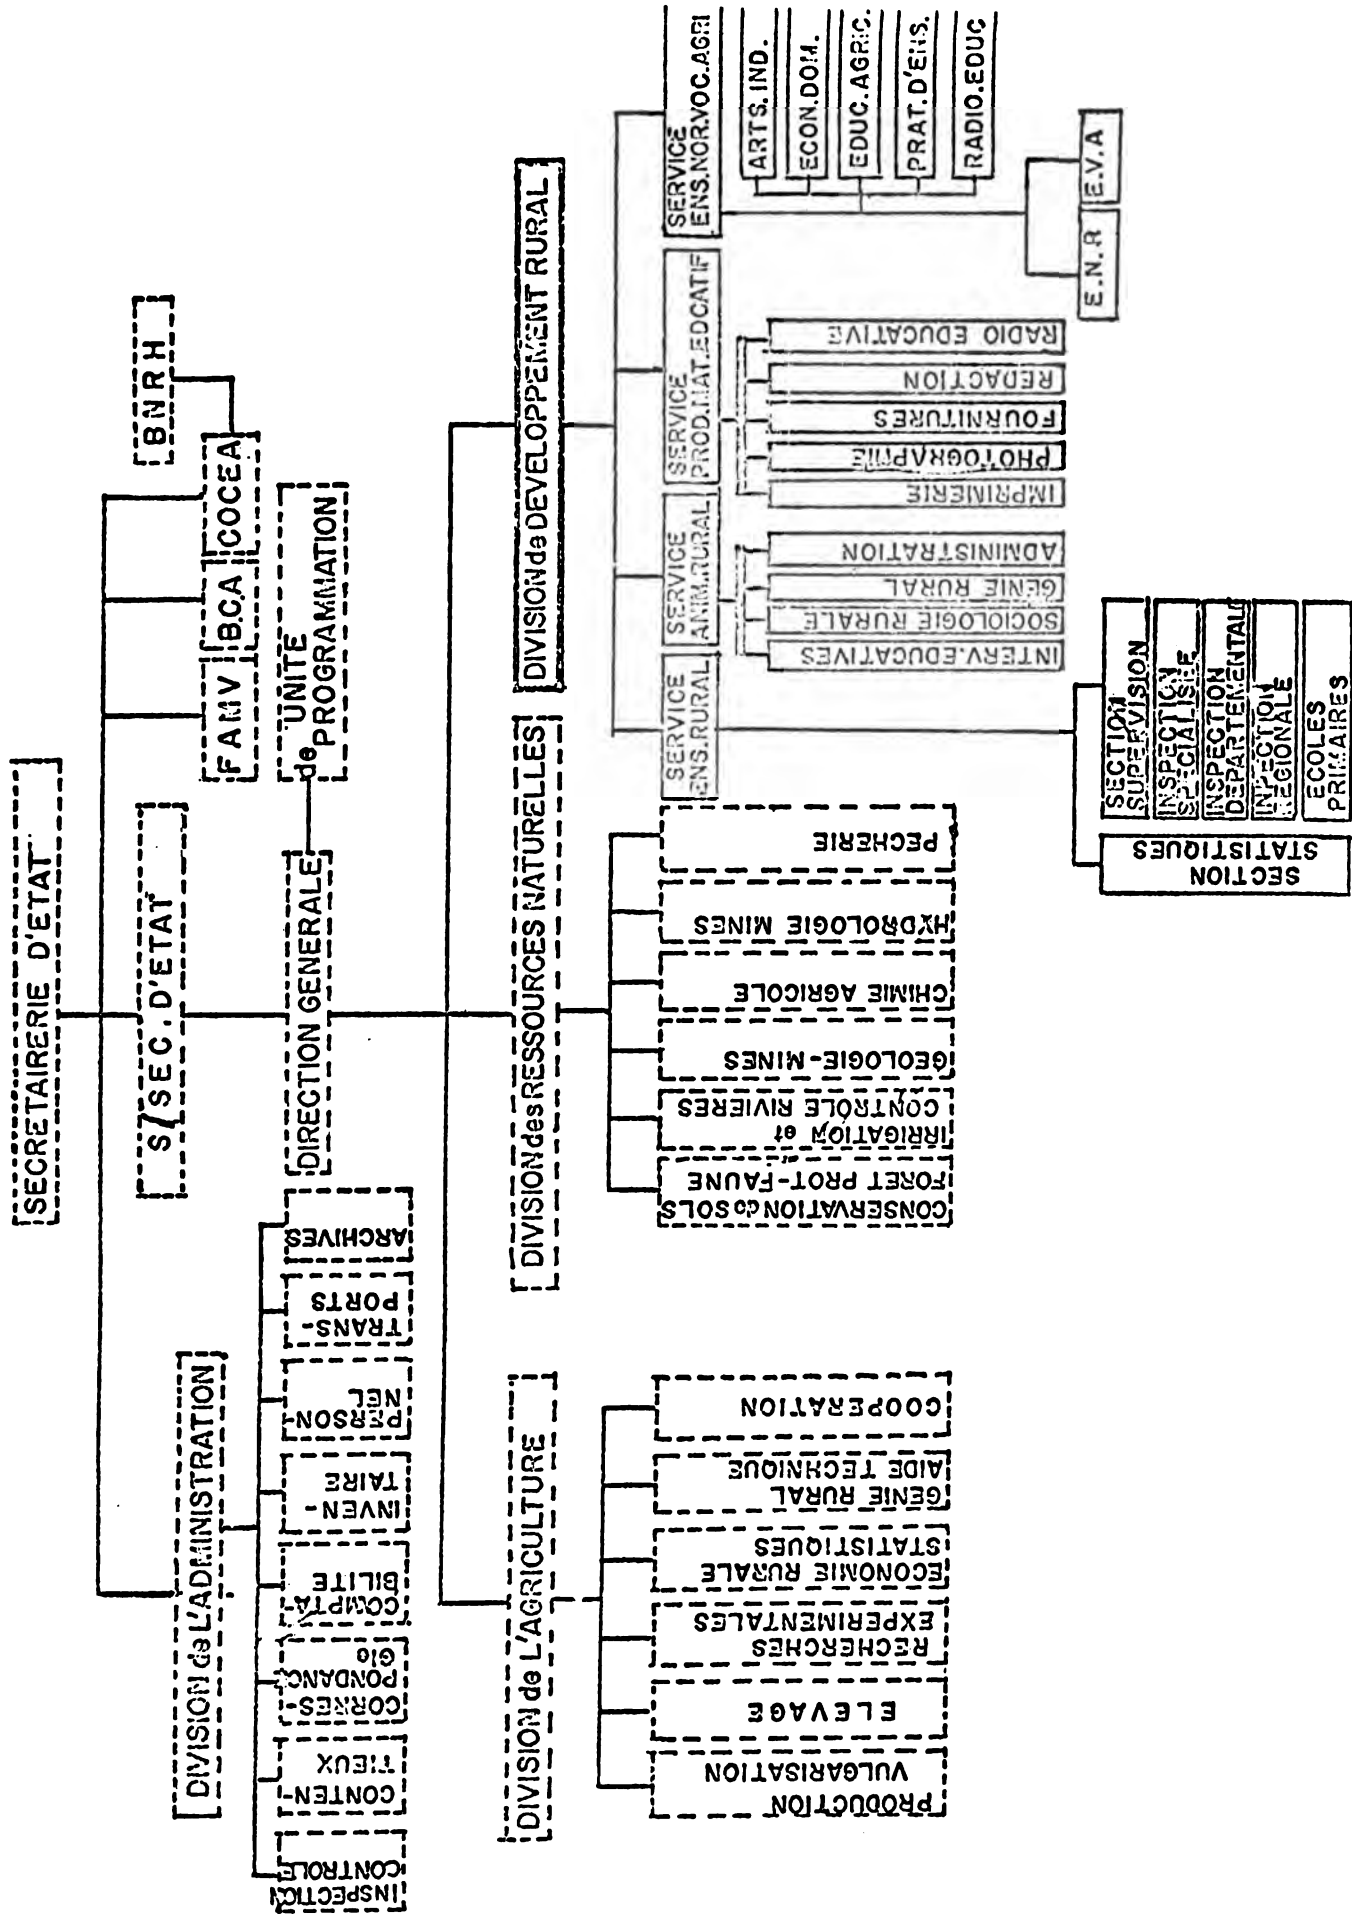 SECRETAIRERIE D'ETAT
S/SEC. D'ETAT
FAMV
B.C.A
COCEA
BNRH
DIRECTION GENERALE
UNITE
de PROGRAMMATION
DIVISION de L'ADMINISTRATION
INSPECTION
CONTROLE
CONTEN-
TIEUX
CORRES-
PONDANC
Gle
COMPTA-
BILITE
INVEN-
TAIRE
PERSON-
NEL
TRANS-
PORTS
ARCHIVES
DIVISION de L'AGRICULTURE
PRODUCTION
VULGARISATION
ELEVAGE
RECHERCHES
EXPERIMENTALES
ECONOMIE RURALE
STATISTIQUES
GENIE RURAL
AIDE TECHNIQUE
COOPERATION
DIVISION des RESSOURCES NATURELLES
CONSERVATION de SOLS
FORET PROT-FAUNE
IRRIGATION et
CONTRÔLE RIVIERES
GEOLOGIE-MINES
CHIMIE AGRICOLE
HYDROLOGIE MINES
PECHERIE
DIVISION de DEVELOPPEMENT RURAL
SERVICE
ENS.RURAL
SERVICE
ANIM.RURAL
SERVICE
PROD.MAT.EDCATIF
SERVICE
ENS.NOR.VOC.AGRI
INTERV.EDUCATIVES
SOCIOLOGIE RURALE
GENIE RURAL
ADMINISTRATION
IMPRIMERIE
PHOTOGRAPHIE
FOURNITURES
REDACTION
RADIO EDUCATIVE
ARTS. IND.
ECON.DOM.
EDUC.AGRIC.
PRAT.D'ENS.
RADIO.EDUC
E.N.R
E.V.A
SECTION
STATISTIQUES
SECTION
SUPERVISION
INSPECTION
SPECIALISEE
INSPECTION
DEPARTEMENTALE
INPECTION
REGIONALE
ECOLES
PRIMAIRES